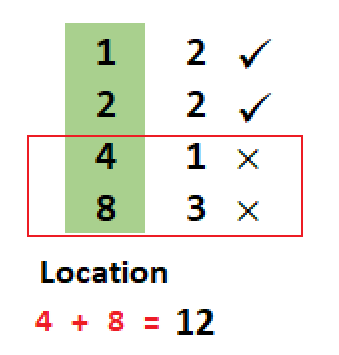 1 2 ✓
2 2 ✓
4 1 ×
8 3 ×
Location
4 + 8 = 12